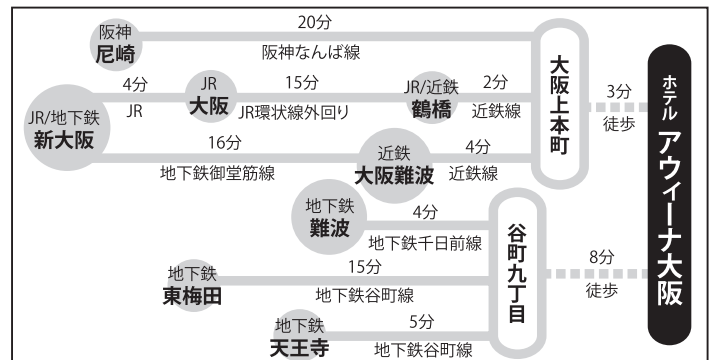 20分
阪神
尼崎
阪神なんば線
4分
JR
大阪
15分
JR/近鉄
鶴橋
2分
JR
JR環状線外回り
近鉄線
JR/地下鉄
新大阪
16分
地下鉄御堂筋線
近鉄
大阪難波
4分
近鉄線
大阪上本町
3分
徒歩
地下鉄
難波
4分
地下鉄千日前線
地下鉄
東梅田
15分
地下鉄谷町線
地下鉄
天王寺
5分
地下鉄谷町線
谷町九丁目
8分
徒歩
ホテル アウィーナ大阪